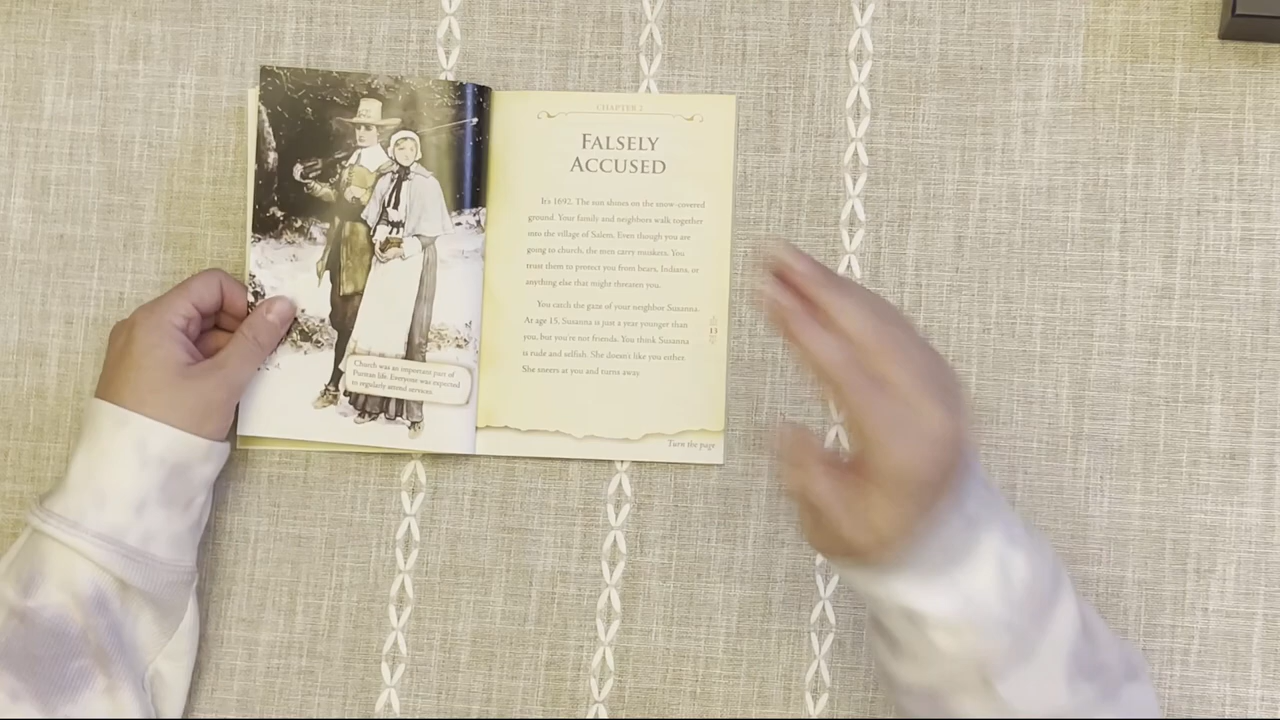 Church was an important part of
Puritan life. Everyone was expected
to regularly attend services.
CHAPTER 2
FALSELY
ACCUSED
It's 1692. The sun shines on the snow-covered
ground. Your family and neighbors walk together
into the village of Salem. Even though you are
going to church, the men carry muskets. You
trust them to protect you from bears, Indians, or
anything else that might threaten you.
You catch the gaze of your neighbor Susanna.
At age 15, Susanna is just a year younger than
you, but you're not friends. You think Susanna
is rude and selfish. She doesn't like you either.
She sneers at you and turns away.
13
Turn the page